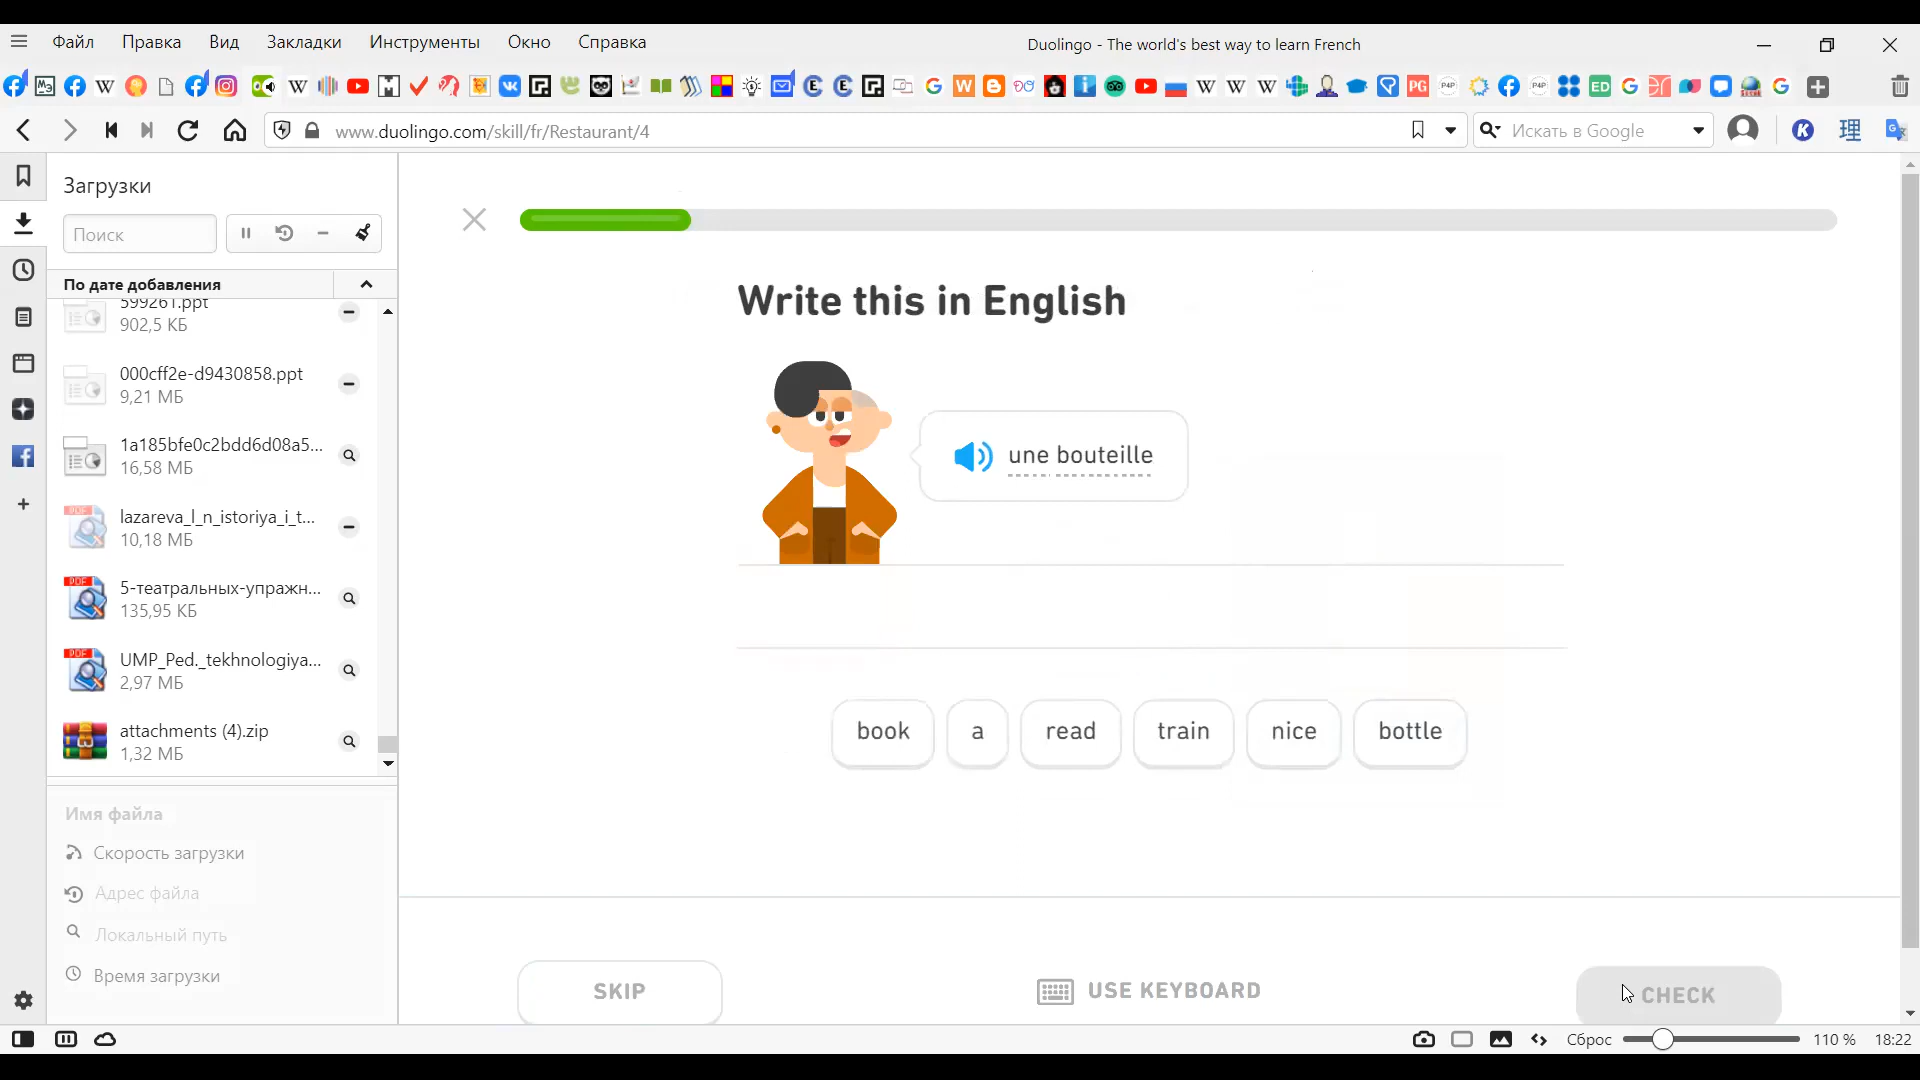 Файл Правка Вид Закладки Инструменты Окно Справка
Duolingo - The world's best way to learn French
www.duolingo.com/skill/fr/Restaurant/4
Искать в Google
Загрузки
Поиск
По дате добавления
599261.ppt
902,5 КБ
000cff2e-d9430858.ppt
9,21 МБ
1a185bfe0c2bdd6d08a5...
16,58 МБ
lazareva_l_n_istoriya_i_t...
10,18 МБ
5-театральных-упражн...
135,95 КБ
UMP_Ped._tekhnologiya...
2,97 МБ
attachments (4).zip
1,32 МБ
Имя файла
Скорость загрузки
Адрес файла
Локальный путь
Время загрузки
Write this in English
une bouteille
book a read train nice bottle
SKIP
USE KEYBOARD
CHECK
Сброс
110 %
18:22